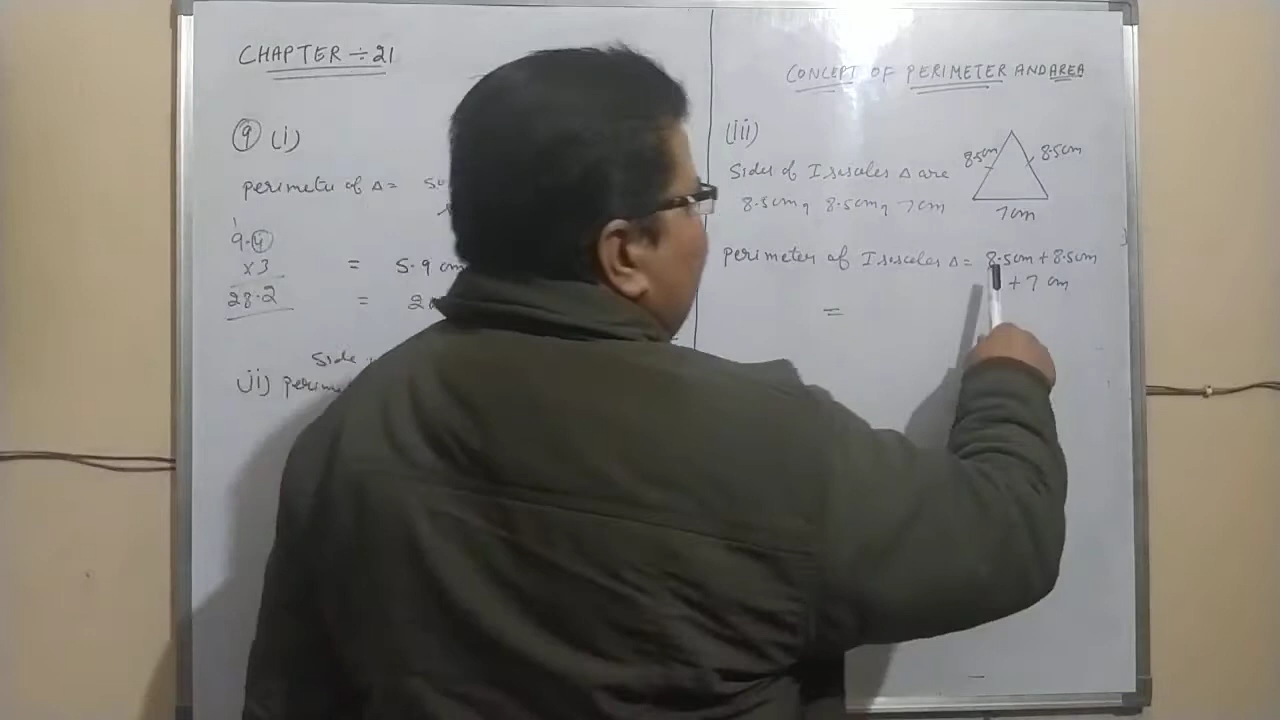 CHAPTER ÷ 21
9 (i)
perimeter of Δ =
9.4
x3
28.2
= 5.9 cm
=
Side
(ii)
CONCEPT OF PERIMETER AND AREA
(iii)
Sides of Isosceles Δ are
8.5cm, 8.5cm, 7cm
8.5cm 8.5cm
7cm
perimeter of Isosceles Δ = 8.5cm + 8.5cm
+ 7 cm
=